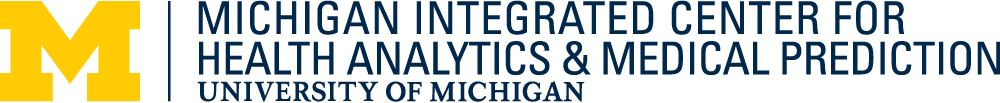 M
MICHIGAN INTEGRATED CENTER FOR
HEALTH ANALYTICS & MEDICAL PREDICTION
UNIVERSITY OF MICHIGAN